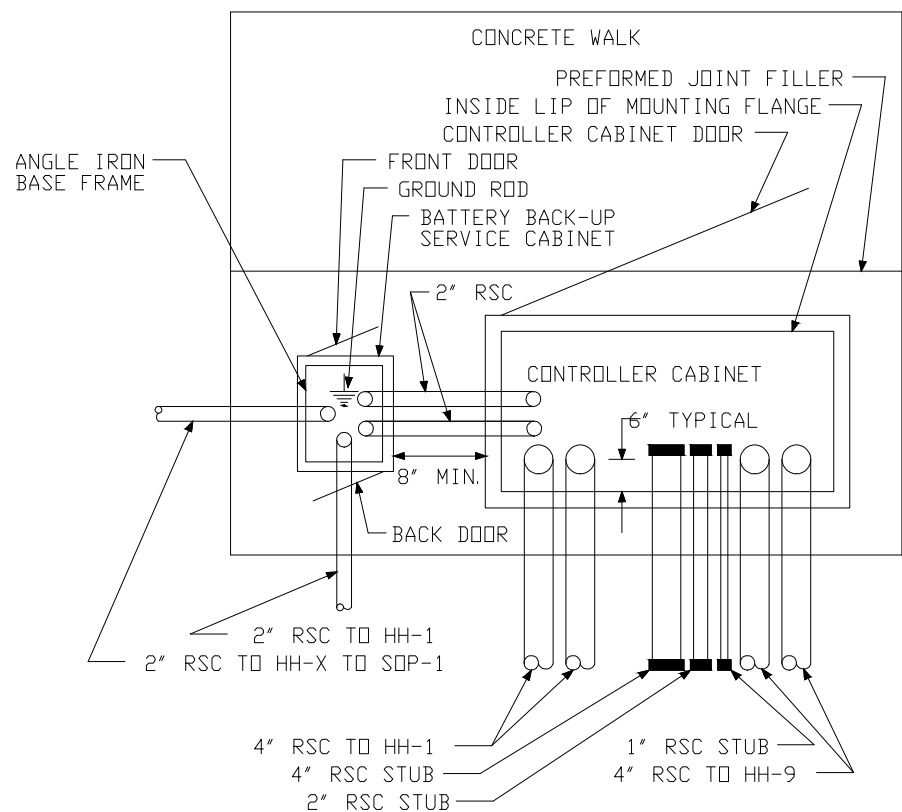 CONCRETE WALK
PREFORMED JOINT FILLER
INSIDE LIP OF MOUNTING FLANGE
CONTROLLER CABINET DOOR
ANGLE IRON
BASE FRAME
FRONT DOOR
GROUND ROD
BATTERY BACK-UP
SERVICE CABINET
2" RSC
CONTROLLER CABINET
6" TYPICAL
8" MIN.
BACK DOOR
2" RSC TO HH-1
2" RSC TO HH-X TO SOP-1
4" RSC TO HH-1
4" RSC STUB
2" RSC STUB
1" RSC STUB
4" RSC TO HH-9